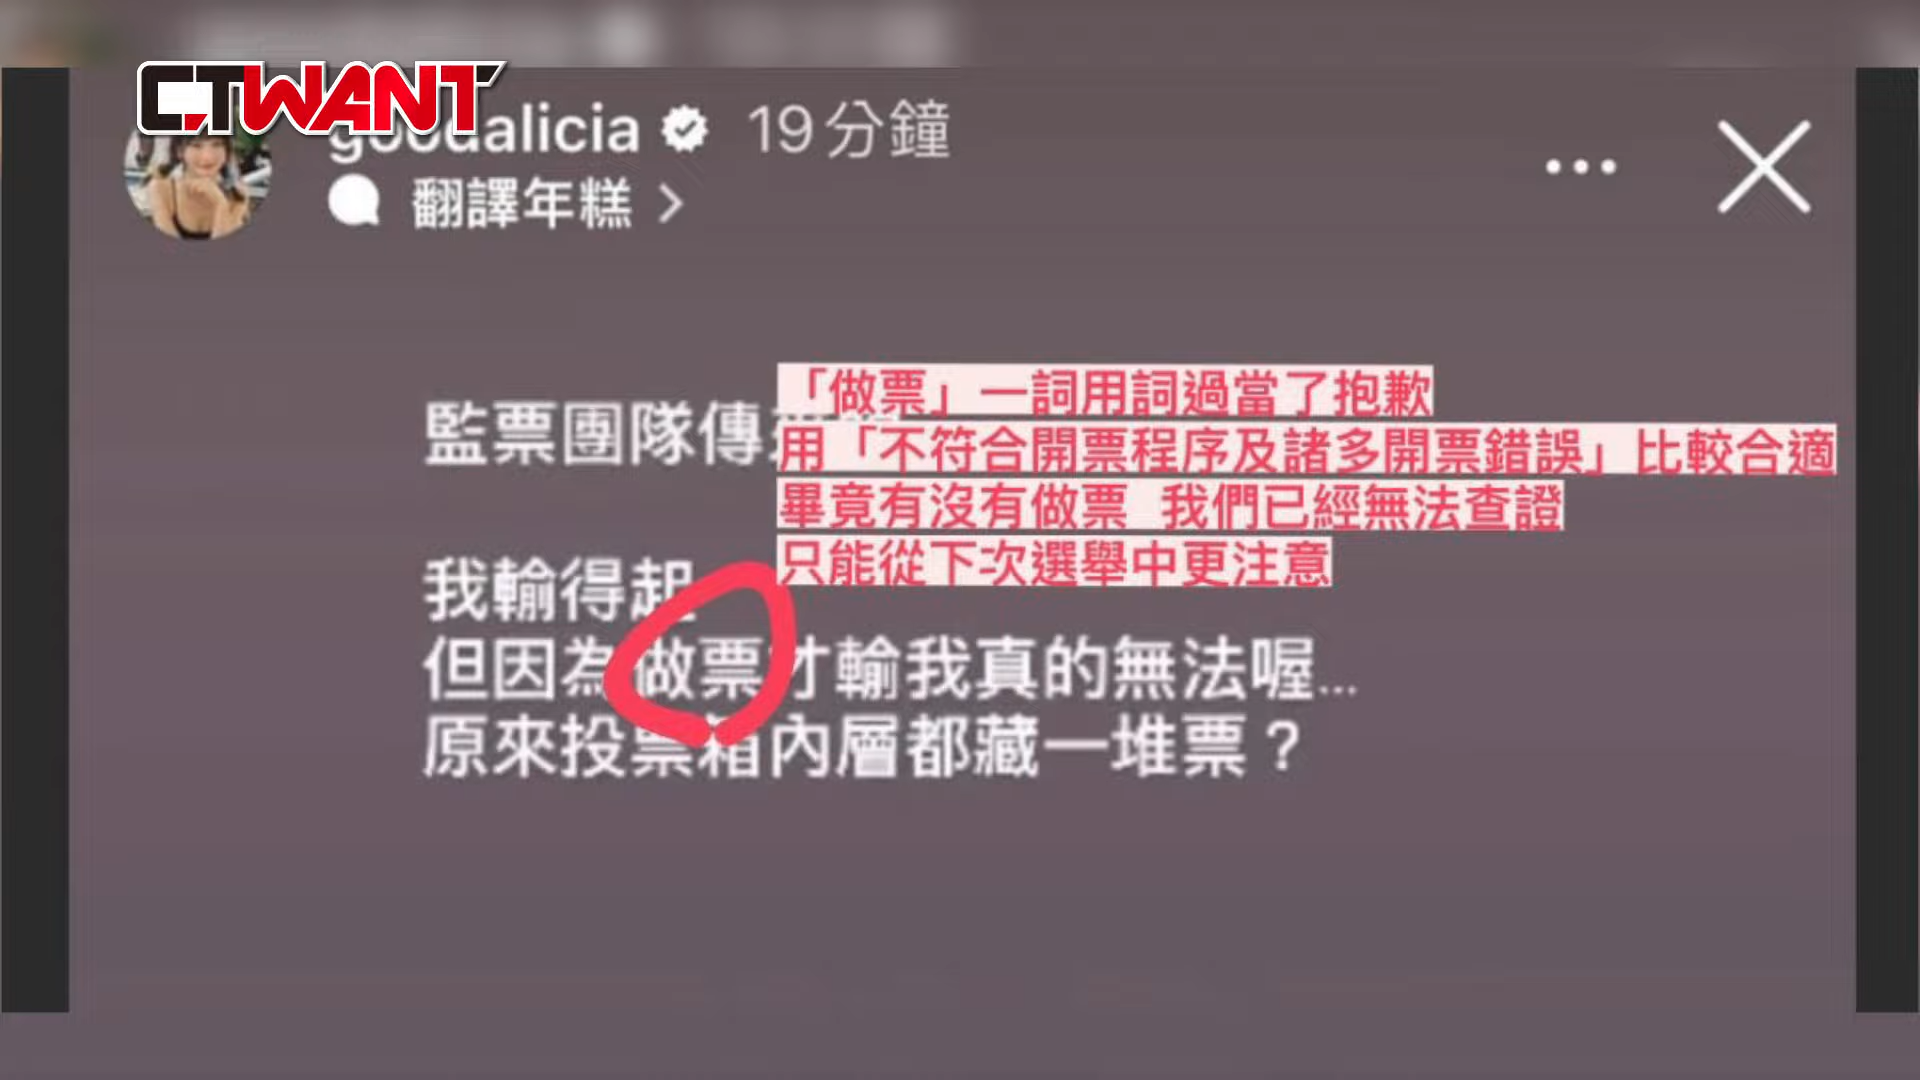 CTWANT
goodalicia 19分鐘
翻譯年糕 >
「做票」一詞用詞過當了抱歉
監票團隊傳
用「不符合開票程序及諸多開票錯誤」比較合適
畢竟有沒有做票 我們已經無法查證
只能從下次選舉中更注意
我輸得起
但因為做票才輸我真的無法喔...
原來投票箱內層都藏一堆票？